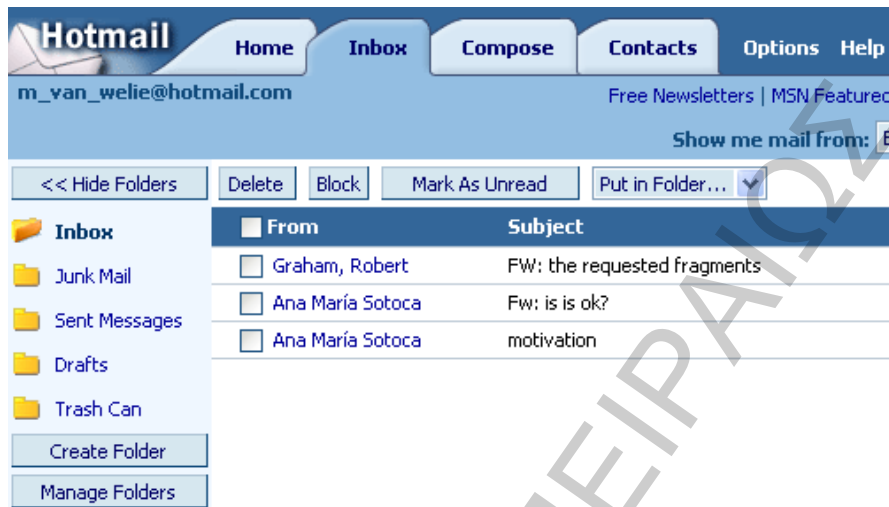 Hotmail Home Inbox Compose Contacts Options Help
m_van_welie@hotmail.com Free Newsletters | MSN Featured
Show me mail from:
<< Hide Folders Delete Block Mark As Unread Put in Folder...
Inbox From Subject
Junk Mail Graham, Robert FW: the requested fragments
Sent Messages Ana María Sotoca Fw: is is ok?
Drafts Ana María Sotoca motivation
Trash Can
Create Folder
Manage Folders
ΠΕΙΡΑΙΩΣ